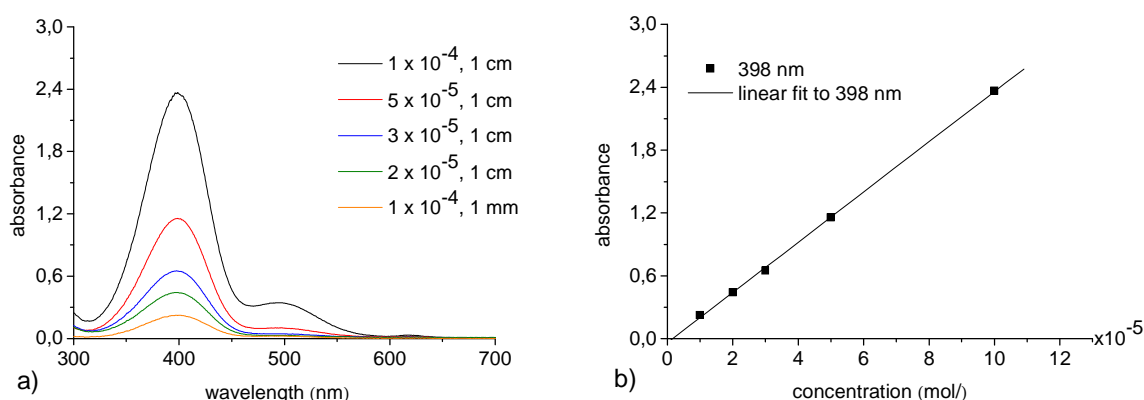 3,0
2,4
1,8
1,2
0,6
0,0
absorbance
1 x 10-4, 1 cm
5 x 10-5, 1 cm
3 x 10-5, 1 cm
2 x 10-5, 1 cm
1 x 10-4, 1 mm
300 400 500 600 700
wavelength (nm)
a)
3,0
2,4
1,8
1,2
0,6
0,0
absorbance
398 nm
linear fit to 398 nm
0 2 4 6 8 10 12
x10-5
concentration (mol/)
b)